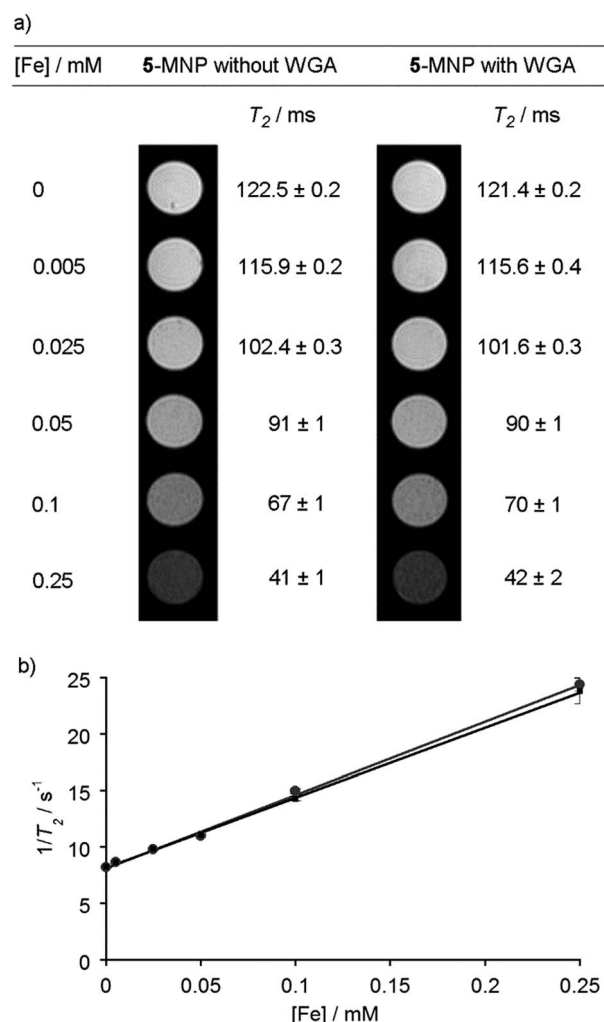 a)
[Fe] / mM 5-MNP without WGA 5-MNP with WGA
T2 / ms T2 / ms
0 122.5 ± 0.2 121.4 ± 0.2
0.005 115.9 ± 0.2 115.6 ± 0.4
0.025 102.4 ± 0.3 101.6 ± 0.3
0.05 91 ± 1 90 ± 1
0.1 67 ± 1 70 ± 1
0.25 41 ± 1 42 ± 2
b)
25
20
15
10
5
0
1/T2 / s-1
0 0.05 0.1 0.15 0.2 0.25
[Fe] / mM